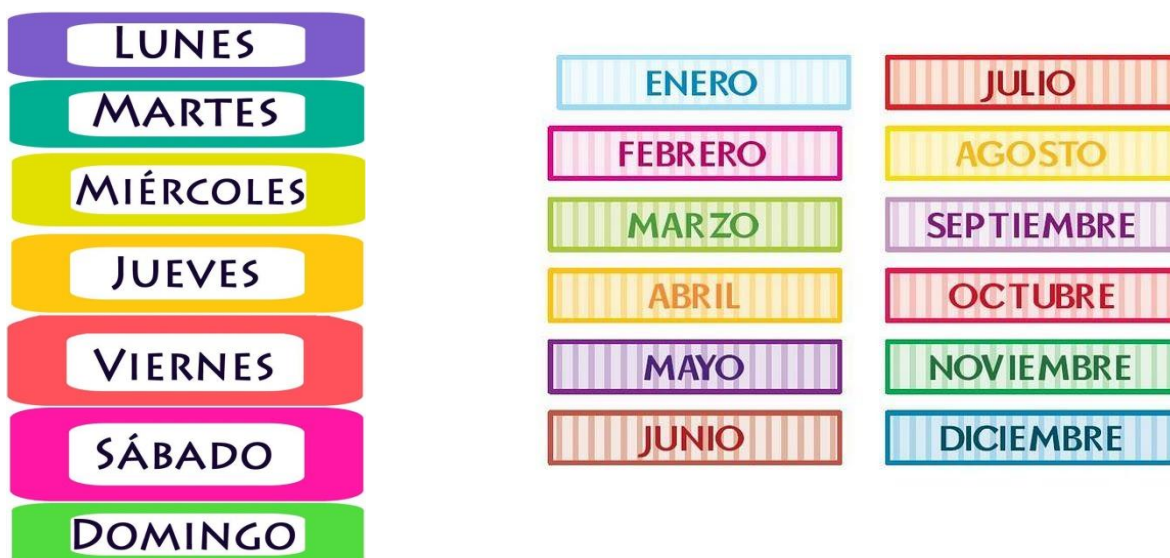 LUNES
MARTES
MIÉRCOLES
JUEVES
VIERNES
SÁBADO
DOMINGO
ENERO
FEBRERO
MARZO
ABRIL
MAYO
JUNIO
JULIO
AGOSTO
SEPTIEMBRE
OCTUBRE
NOVIEMBRE
DICIEMBRE